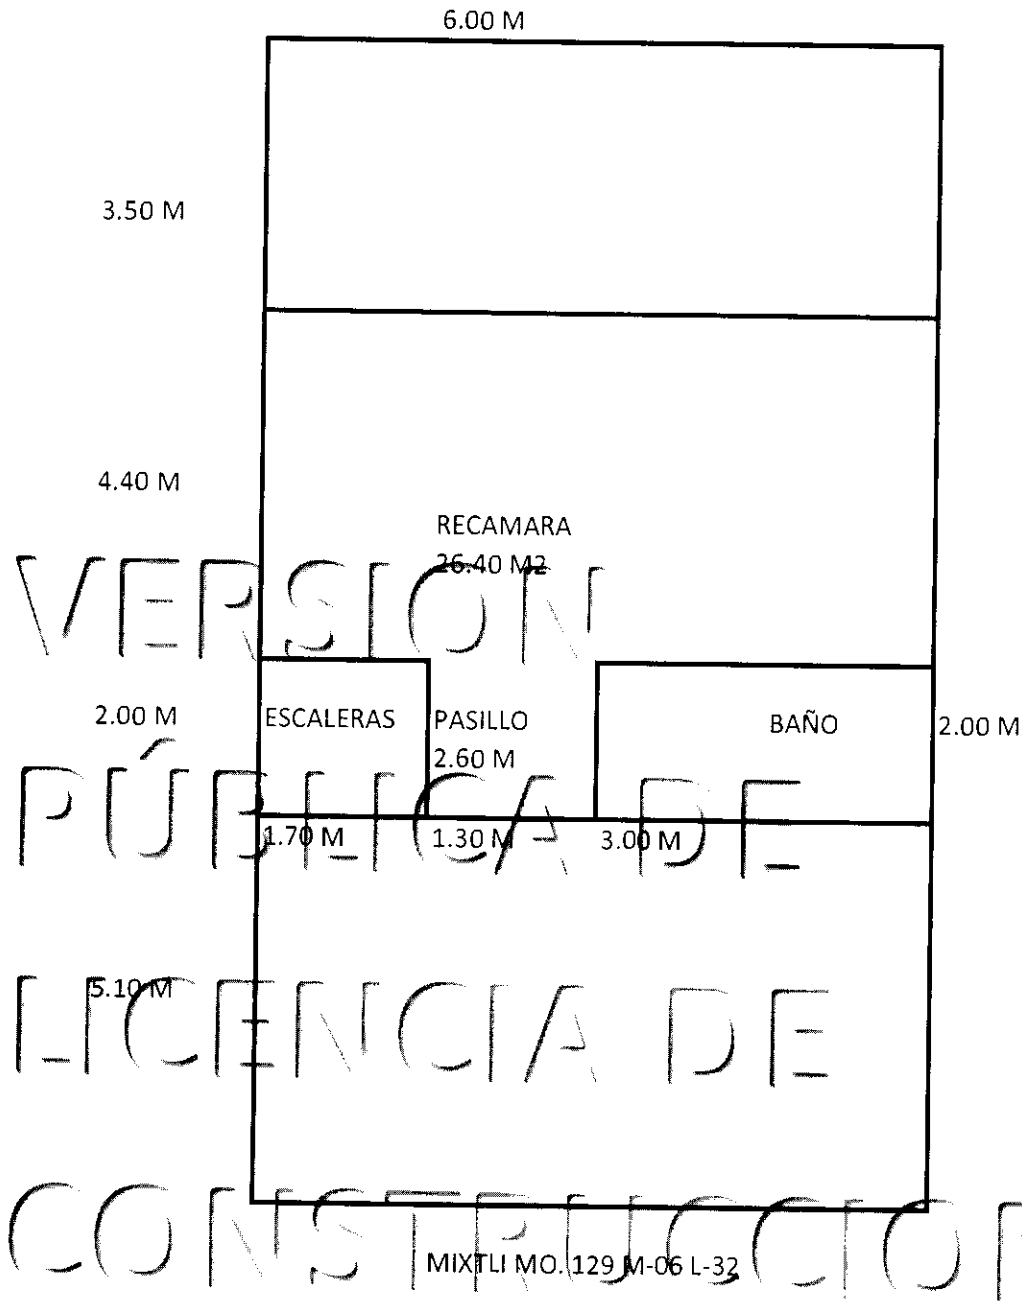 6.00 M
3.50 M
4.40 M
RECAMARA
26.40 M2
VERSION
2.00 M
ESCALERAS
PASILLO
2.60 M
BAÑO
2.00 M
PÚBLICA DE
1.70 M
1.30 M
3.00 M
5.10 M
LICENCIA DE
CONSTRUCCION
MIXTLI MO. 129 M-06 L-32